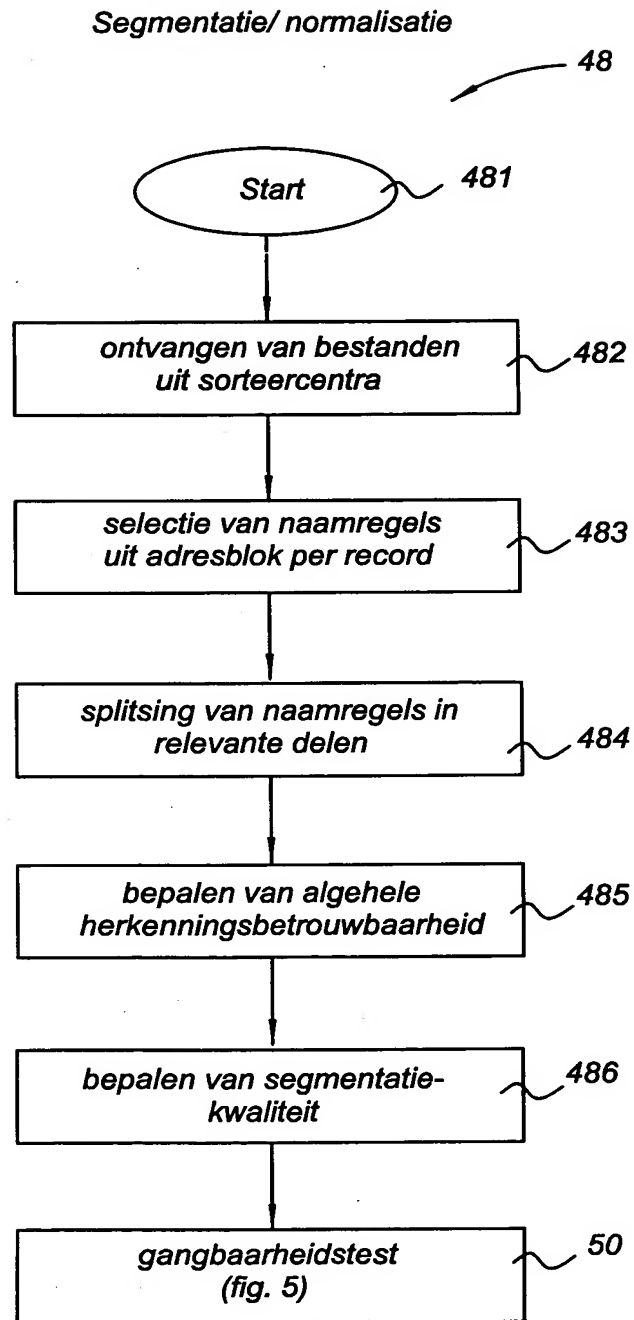 Segmentatie/ normalisatie
48
Start
481
ontvangen van bestanden
uit sorteercentra
482
selectie van naamregels
uit adresblok per record
483
splitsing van naamregels in
relevante delen
484
bepalen van algehele
herkenningsbetrouwbaarheid
485
bepalen van segmentatie-
kwaliteit
486
gangbaarheidstest
(fig. 5)
50